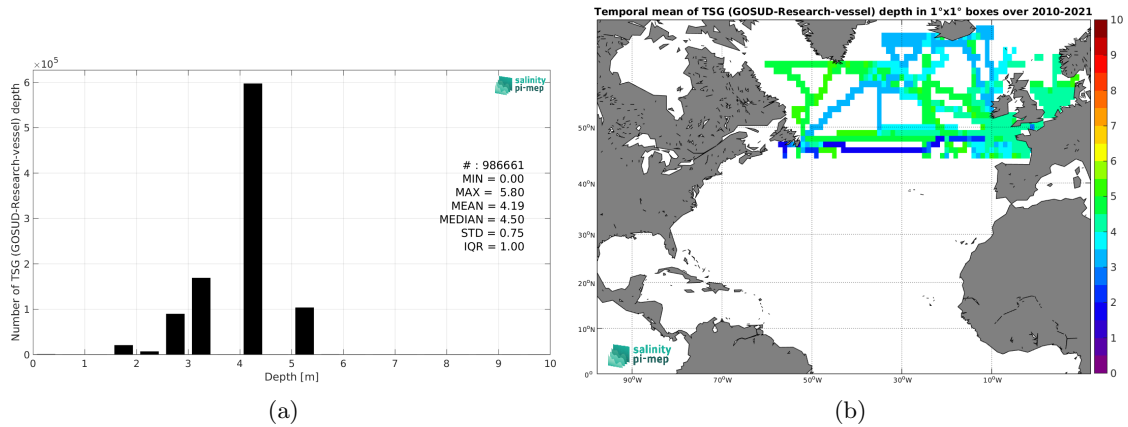 Temporal mean of TSG (GOSUD-Research-vessel) depth in 1°x1° boxes over 2010-2021
×10⁵
salinity
pi-mep
Number of TSG (GOSUD-Research-vessel) depth
6
5
4
3
2
1
0
# : 986661
MIN = 0.00
MAX = 5.80
MEAN = 4.19
MEDIAN = 4.50
STD = 0.75
IQR = 1.00
0 1 2 3 4 5 6 7 8 9 10
Depth [m]
(a)
50°N
40°N
30°N
20°N
10°N
0°
90°W 70°W 50°W 30°W 10°W
salinity
pi-mep
10
9
8
7
6
5
4
3
2
1
0
(b)